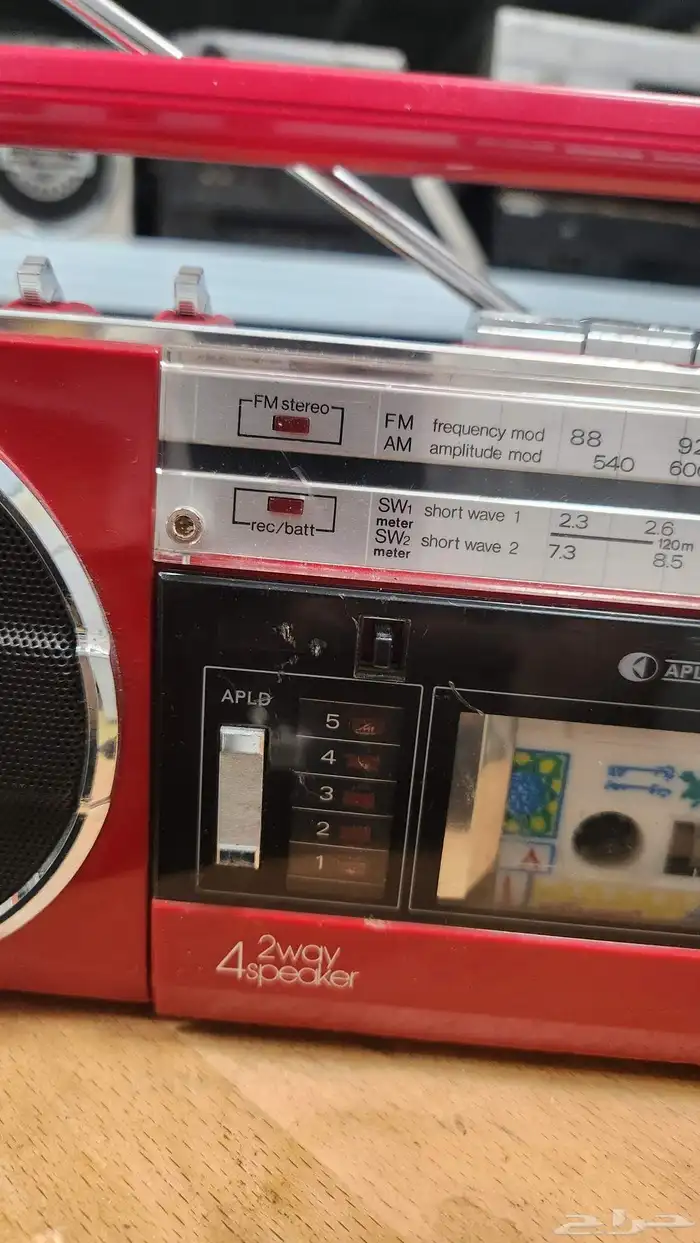 FM stereo
FM frequency mod 88 92
AM amplitude mod 540 600
rec/batt
SW1 short wave 1 2.3 2.6
meter 120m
SW2 short wave 2 7.3 8.5
meter
APLD
APLD
5
4
3
2
1
4 2way
speaker
حراج